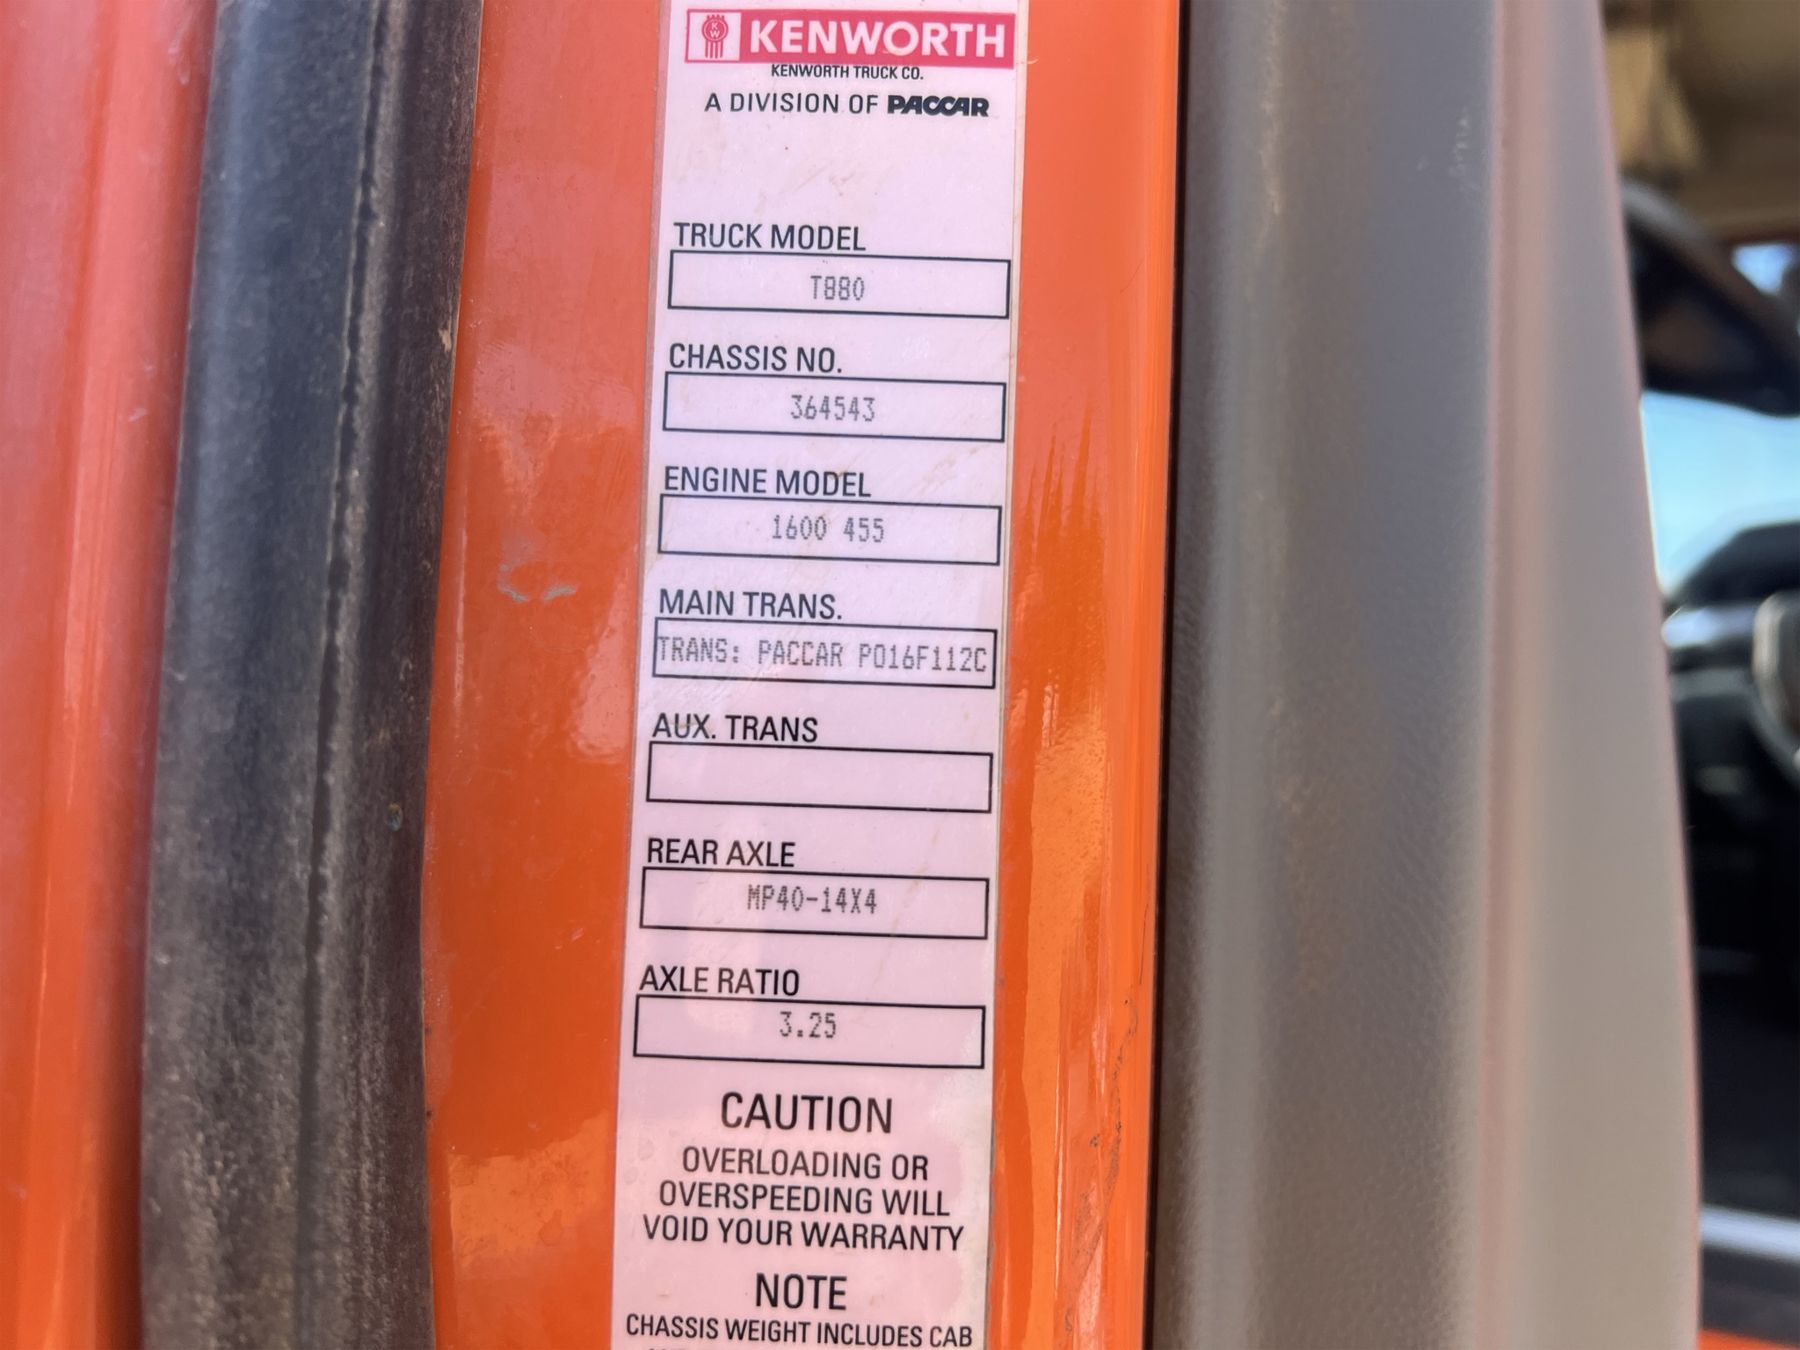 KENWORTH
KENWORTH TRUCK CO.
A DIVISION OF PACCAR
TRUCK MODEL
T880
CHASSIS NO.
364543
ENGINE MODEL
1600 455
MAIN TRANS.
TRANS: PACCAR PO16F112C
AUX. TRANS
REAR AXLE
MP40-14X4
AXLE RATIO
3.25
CAUTION
OVERLOADING OR
OVERSPEEDING WILL
VOID YOUR WARRANTY
NOTE
CHASSIS WEIGHT INCLUDES CAB